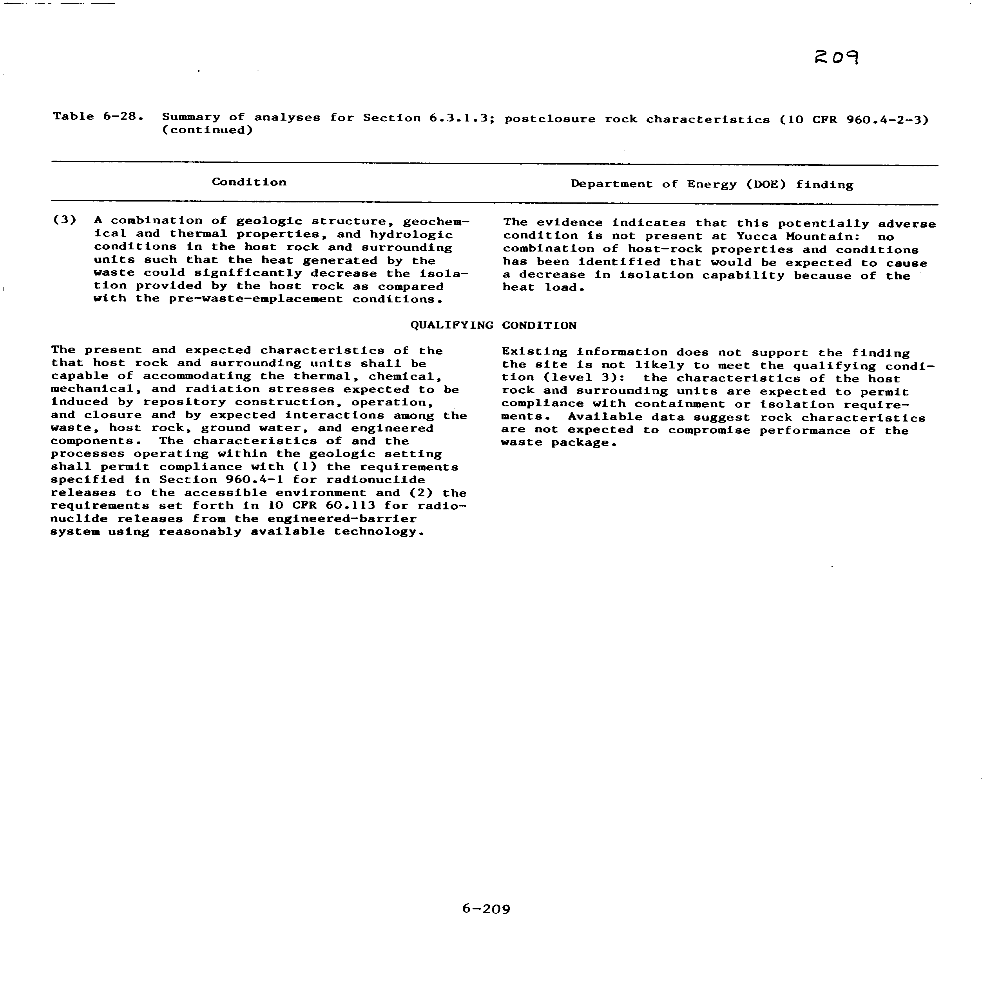 209
Table 6-28. Summary of analyses for Section 6.3.1.3; postclosure rock characteristics (10 CFR 960.4-2-3)
(continued)
Condition
Department of Energy (DOE) finding
(3) A combination of geologic structure, geochem-
ical and thermal properties, and hydrologic
conditions in the host rock and surrounding
units such that the heat generated by the
waste could significantly decrease the isola-
tion provided by the host rock as compared
with the pre-waste-emplacement conditions.
The evidence indicates that this potentially adverse
condition is not present at Yucca Mountain: no
combination of host-rock properties and conditions
has been identified that would be expected to cause
a decrease in isolation capability because of the
heat load.
QUALIFYING CONDITION
The present and expected characteristics of the
that host rock and surrounding units shall be
capable of accommodating the thermal, chemical,
mechanical, and radiation stresses expected to be
induced by repository construction, operation,
and closure and by expected interactions among the
waste, host rock, ground water, and engineered
components. The characteristics of and the
processes operating within the geologic setting
shall permit compliance with (1) the requirements
specified in Section 960.4-1 for radionuclide
releases to the accessible environment and (2) the
requirements set forth in 10 CFR 60.113 for radio-
nuclide releases from the engineered-barrier
system using reasonably available technology.
Existing information does not support the finding
the site is not likely to meet the qualifying condi-
tion (level 3): the characteristics of the host
rock and surrounding units are expected to permit
compliance with containment or isolation require-
ments. Available data suggest rock characteristics
are not expected to compromise performance of the
waste package.
6-209